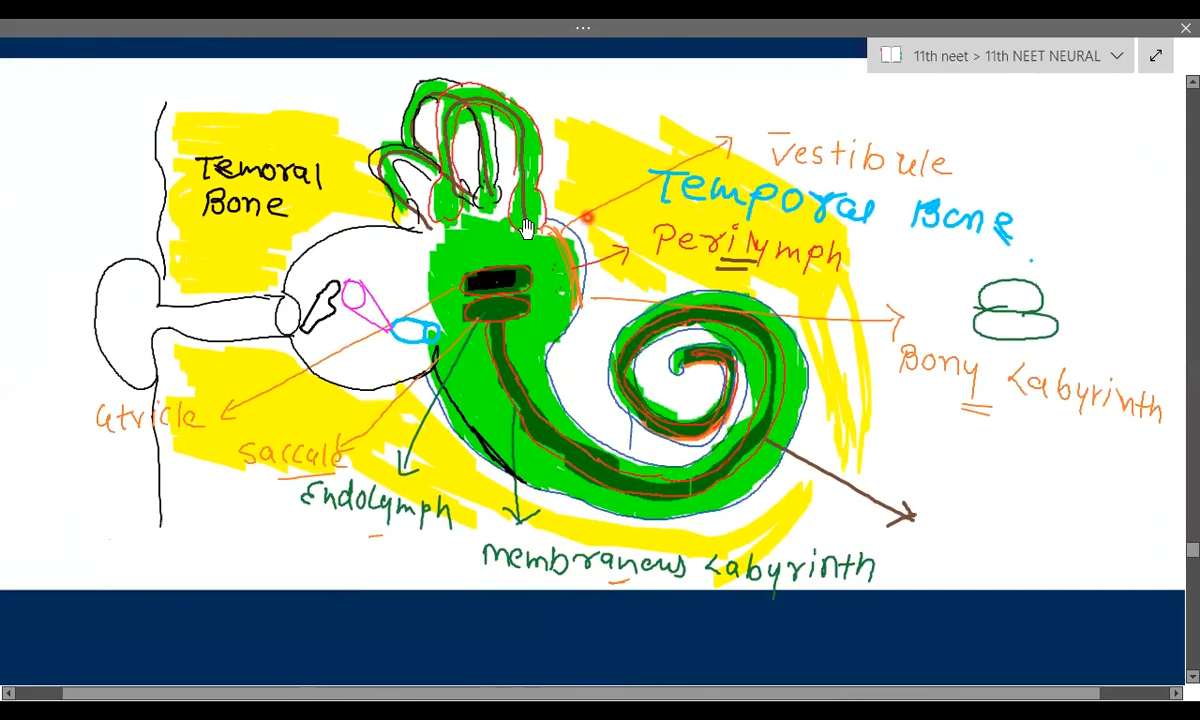 11th neet > 11th NEET NEURAL
Temoral
Bone
Vestibule
Temporal Bone
Perilymph
Bony Labyrinth
utricle
Saccule
Endolymph
membranous Labyrinth